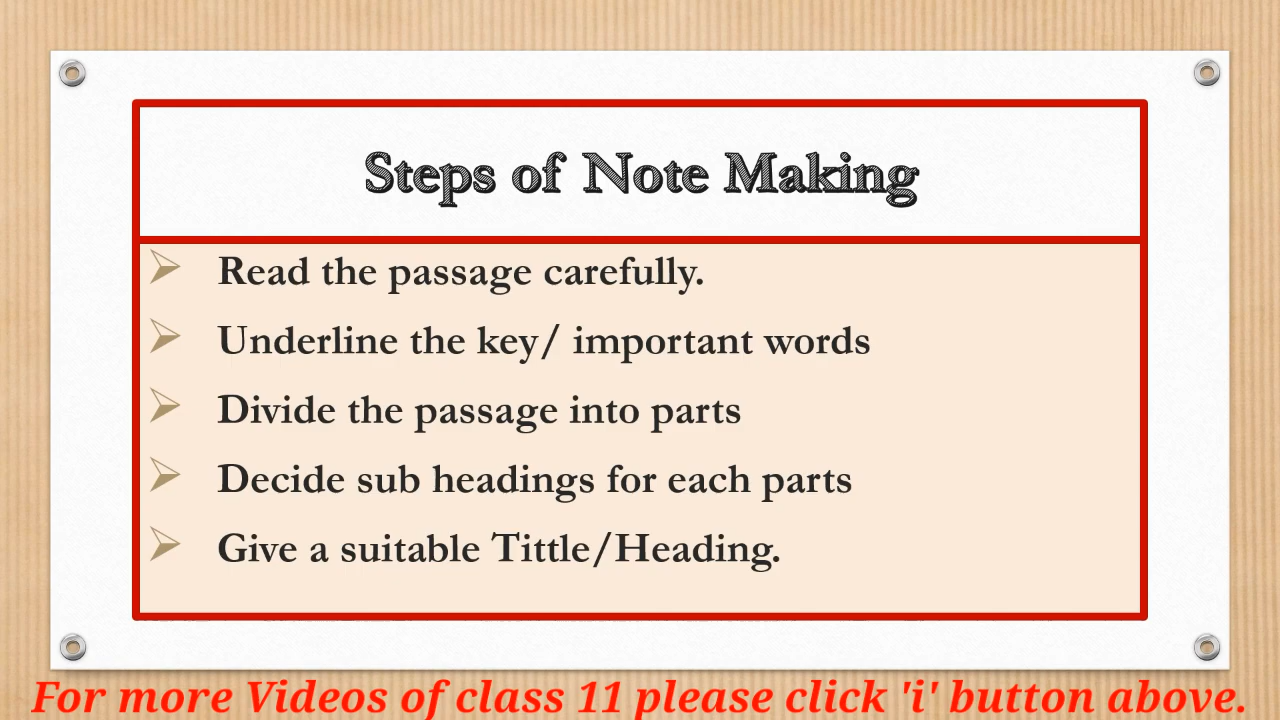 Steps of Note Making
Read the passage carefully.
Underline the key/ important words
Divide the passage into parts
Decide sub headings for each parts
Give a suitable Tittle/Heading.
For more Videos of class 11 please click 'i' button above.